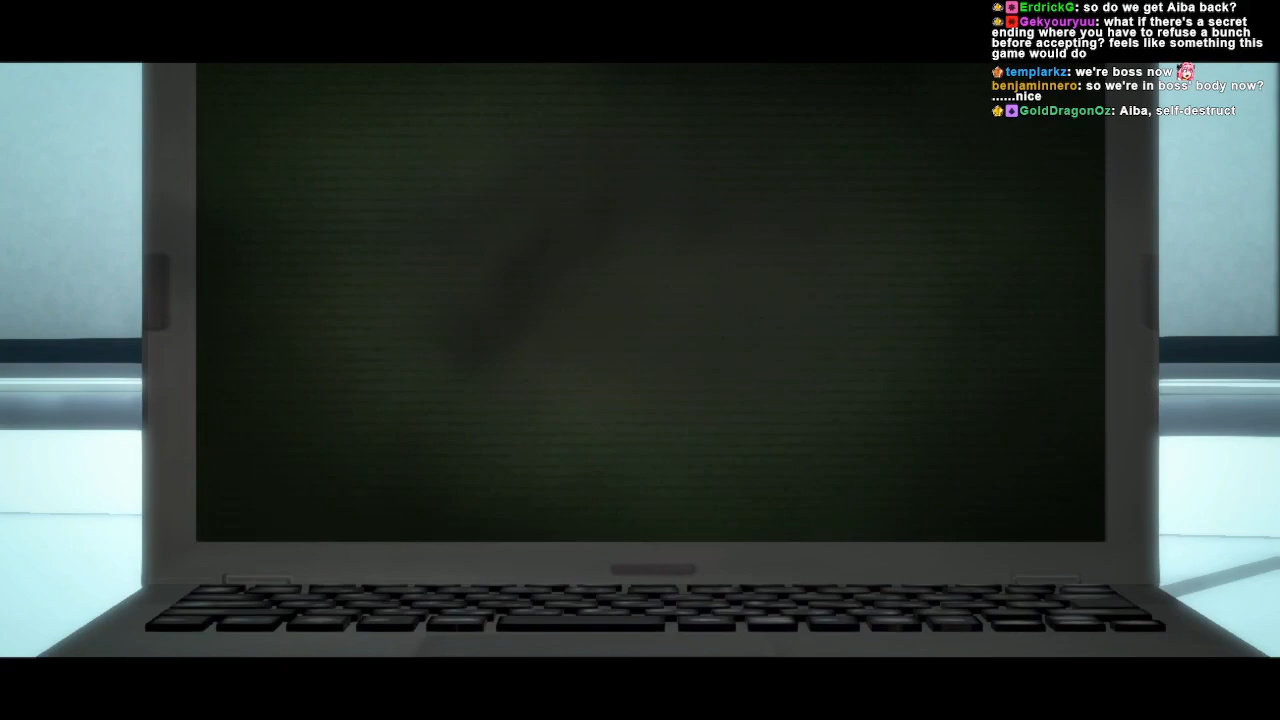 ErdrickG: so do we get Aiba back?
Gekyouryuu: what if there's a secret
ending where you have to refuse a bunch
before accepting? feels like something this
game would do
templarkz: we're boss now
benjaminnero: so we're in boss' body now?
......nice
GoldDragonOz: Aiba, self-destruct